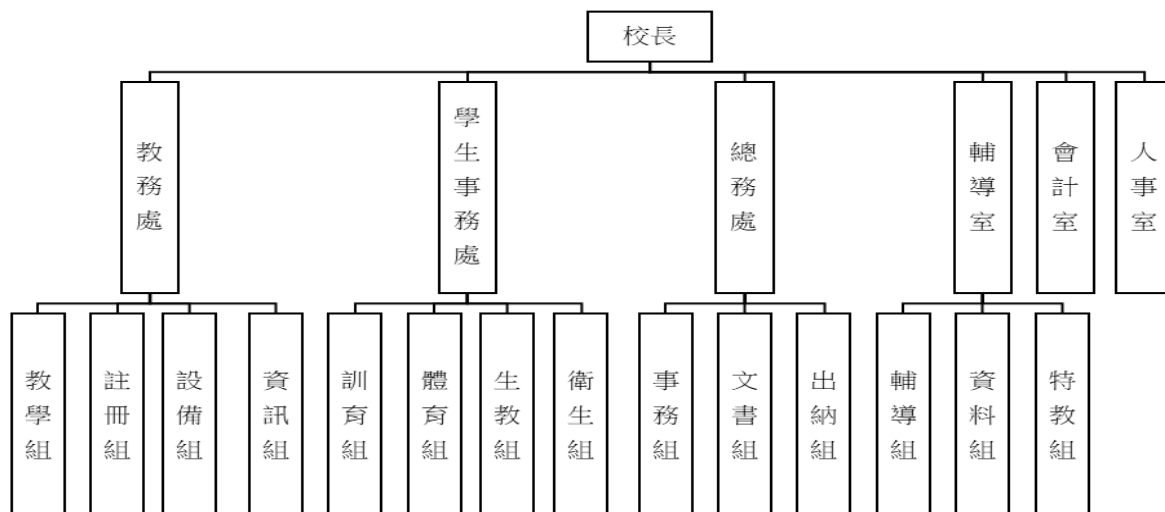 校長
教務處
學生事務處
總務處
輔導室
會計室
人事室
教學組
註冊組
設備組
資訊組
訓育組
體育組
生教組
衛生組
事務組
文書組
出納組
輔導組
資料組
特教組